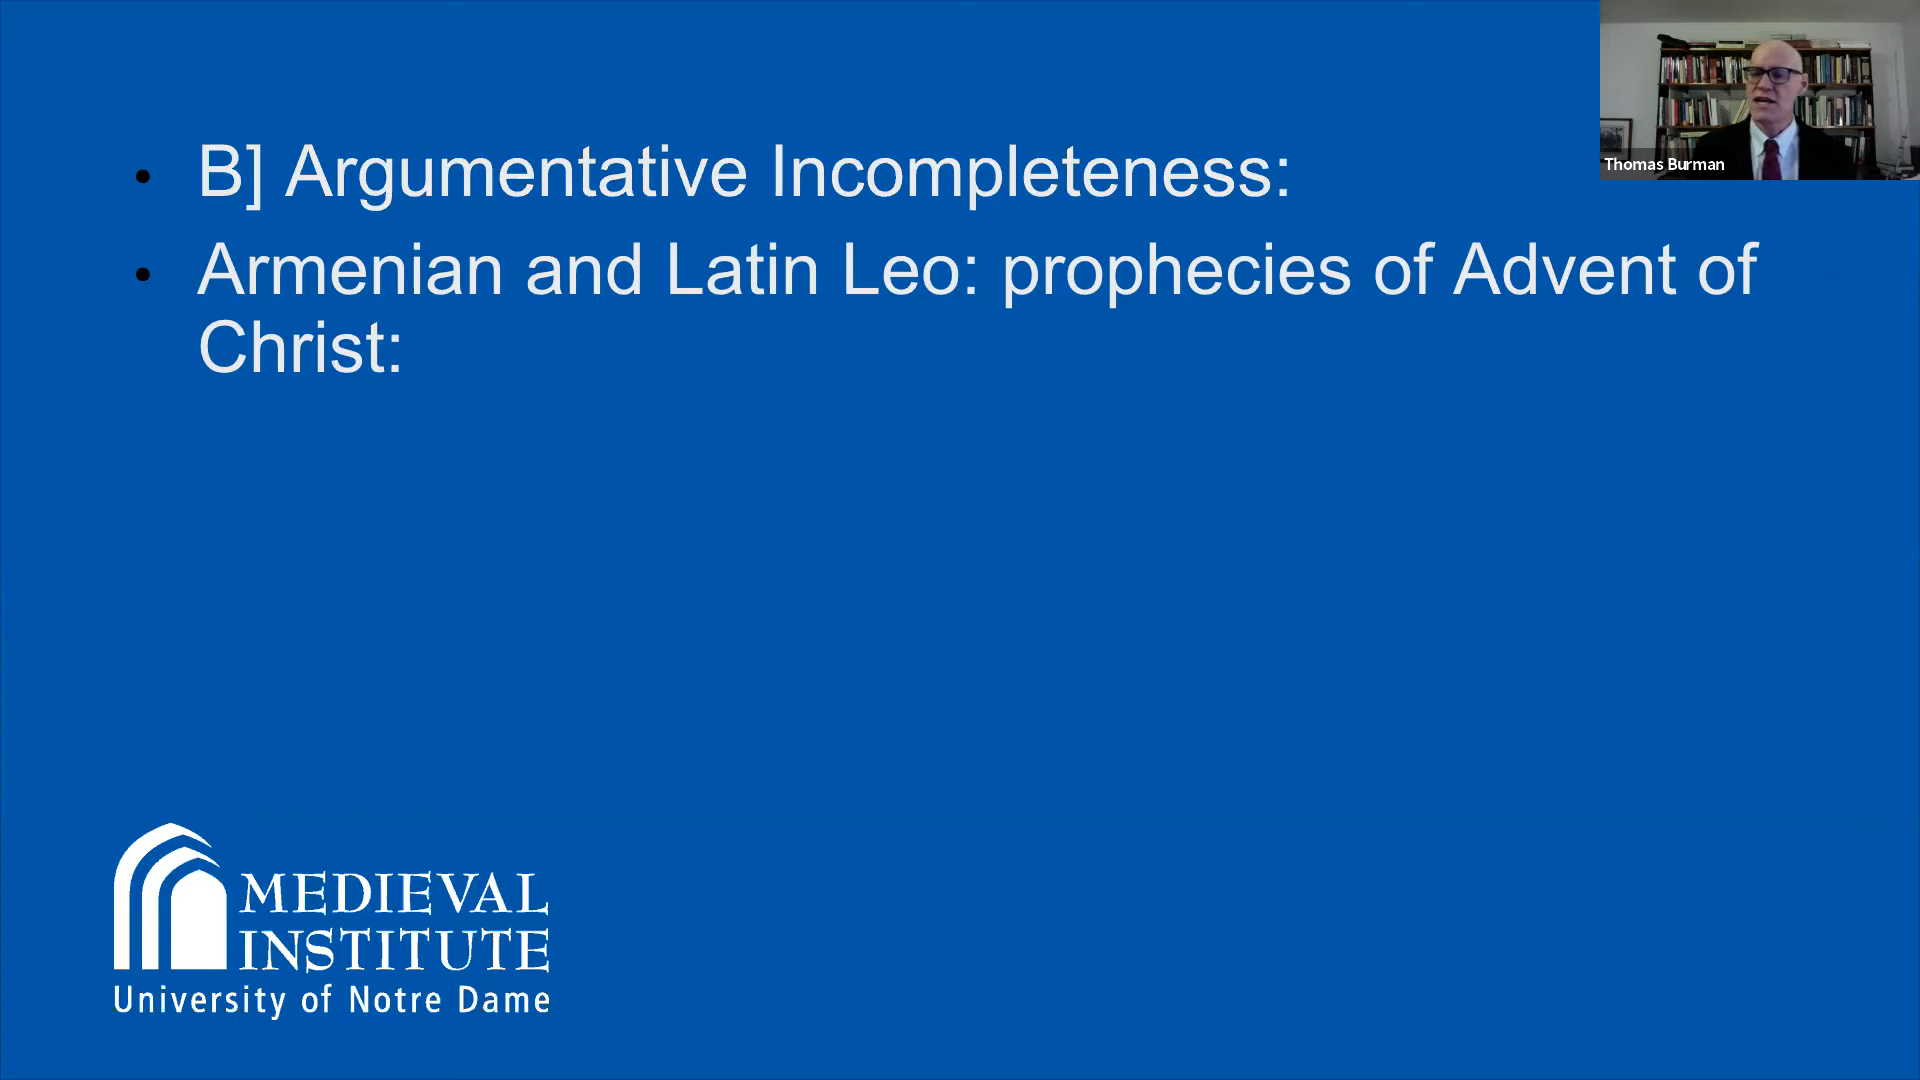 B] Argumentative Incompleteness:
Armenian and Latin Leo: prophecies of Advent of
Christ:
Thomas Burman
MEDIEVAL
INSTITUTE
University of Notre Dame